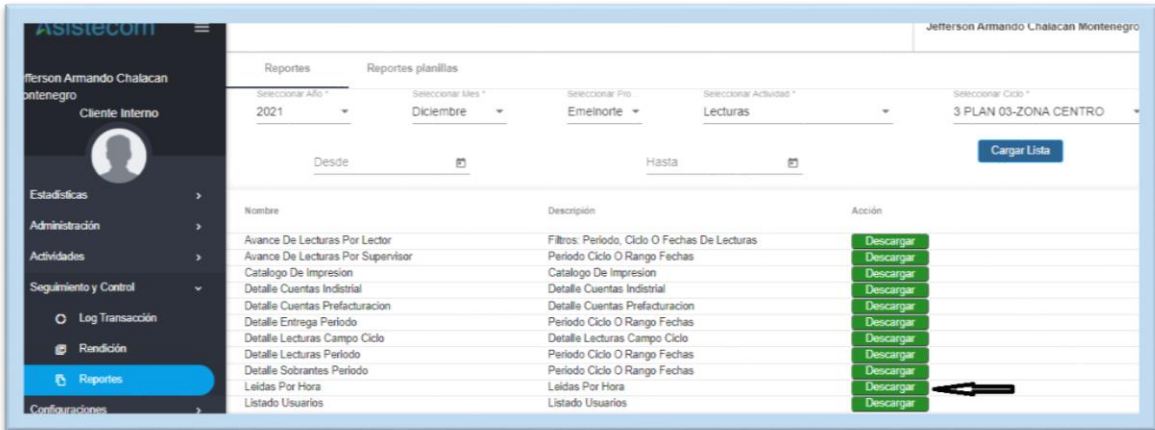 Asistecom
Jefferson Armando Chalacan Montenegro
fferson Armando Chalacan
ontenegro
Cliente Interno
Estadísticas
Administración
Actividades
Seguimiento y Control
Log Transacción
Rendición
Reportes
Configuraciones
Reportes Reportes planillas
Seleccionar Año * Seleccionar Mes * Seleccionar Pro... Seleccionar Actividad * Seleccionar Ciclo *
2021 Diciembre Emelnorte Lecturas 3 PLAN 03-ZONA CENTRO
Desde Hasta Cargar Lista
Nombre Descripión Acción
Avance De Lecturas Por Lector Filtros: Periodo, Ciclo O Fechas De Lecturas Descargar
Avance De Lecturas Por Supervisor Periodo Ciclo O Rango Fechas Descargar
Catalogo De Impresion Catalogo De Impresion Descargar
Detalle Cuentas Indistrial Detalle Cuentas Indistrial Descargar
Detalle Cuentas Prefacturacion Detalle Cuentas Prefacturacion Descargar
Detalle Entrega Periodo Periodo Ciclo O Rango Fechas Descargar
Detalle Lecturas Campo Ciclo Detalle Lecturas Campo Ciclo Descargar
Detalle Lecturas Periodo Periodo Ciclo O Rango Fechas Descargar
Detalle Sobrantes Periodo Periodo Ciclo O Rango Fechas Descargar
Leidas Por Hora Leidas Por Hora Descargar
Listado Usuarios Listado Usuarios Descargar